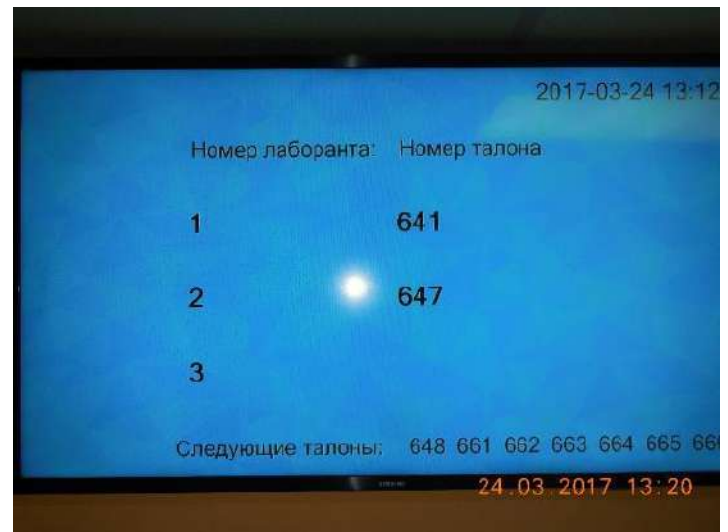 2017-03-24 13:12
Номер лаборанта: Номер талона
1 641
2 647
3
Следующие талоны: 648 661 662 663 664 665
24.03.2017 13:20